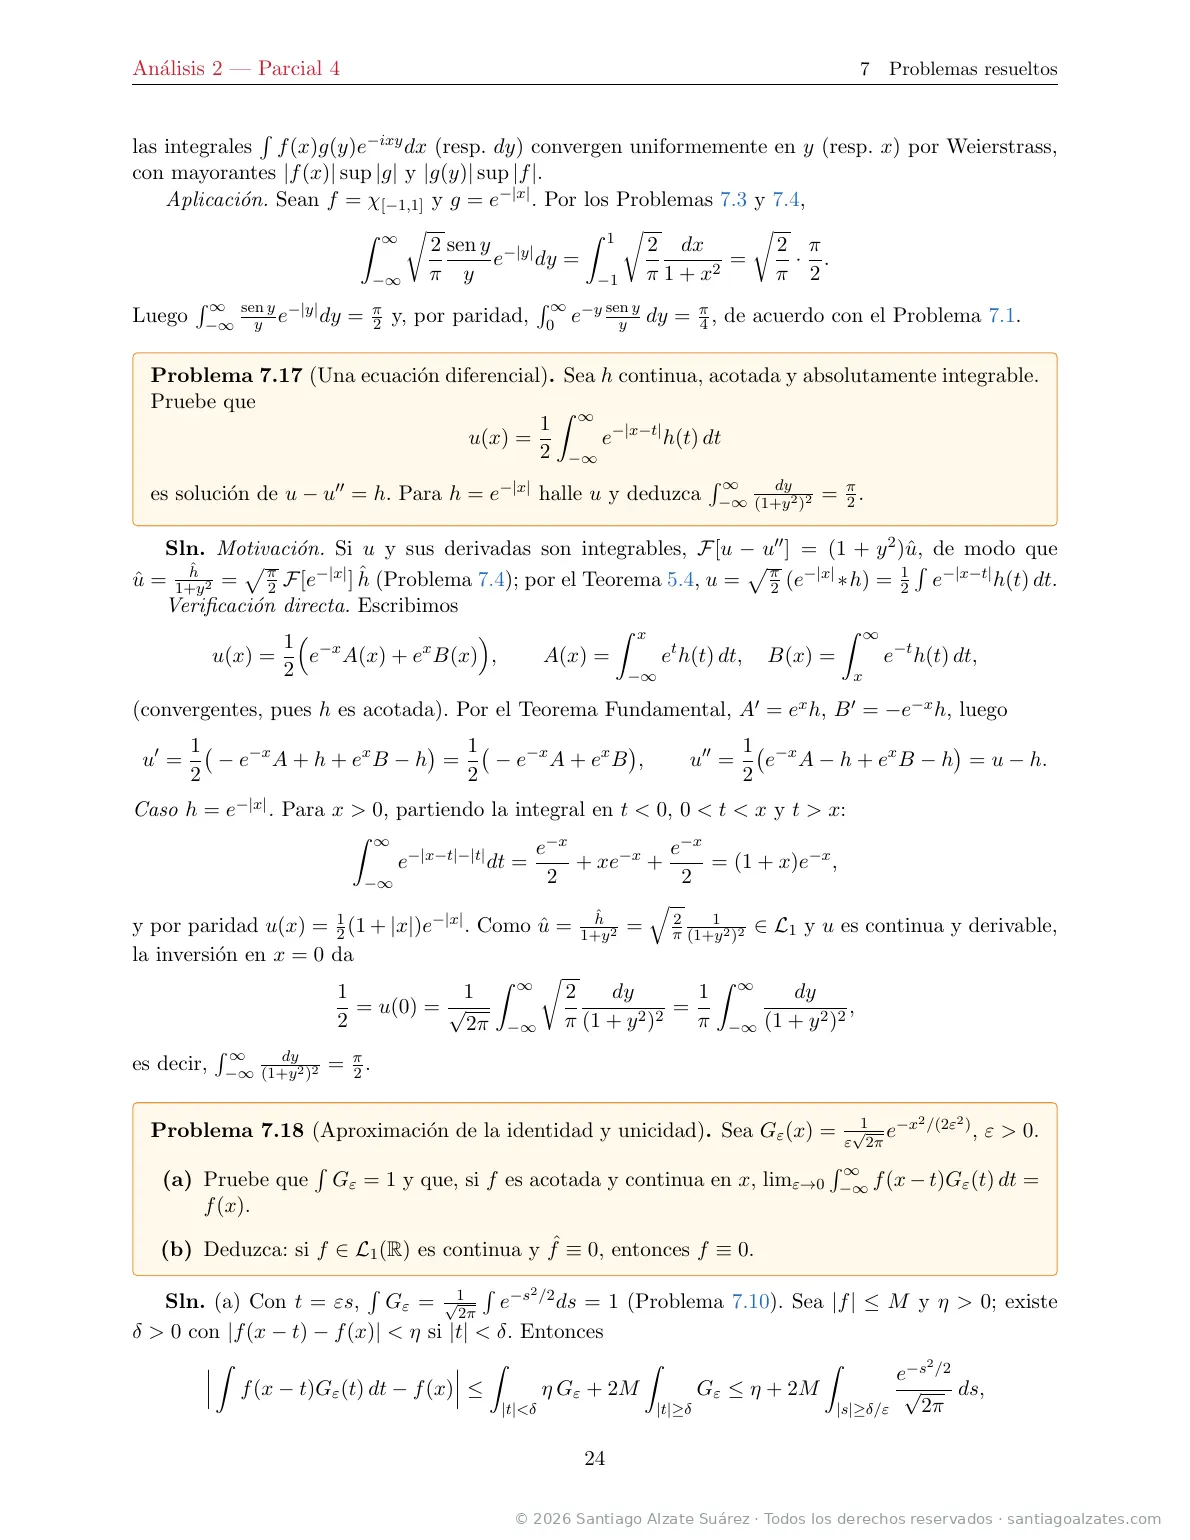 Análisis 2 — Parcial 4
7 Problemas resueltos
las integrales ∫ f(x)g(y)e^{−ixy}dx (resp. dy) convergen uniformemente en y (resp. x) por Weierstrass,
con mayorantes |f(x)| sup |g| y |g(y)| sup |f|.
Aplicación. Sean f = χ_{[−1,1]} y g = e^{−|x|}. Por los Problemas 7.3 y 7.4,
∫_{−∞}^{∞} √(2/π) (sen y / y) e^{−|y|}dy = ∫_{−1}^{1} √(2/π) dx/(1 + x²) = √(2/π) · π/2.
Luego ∫_{−∞}^{∞} (sen y / y) e^{−|y|}dy = π/2 y, por paridad, ∫_0^∞ e^{−y} (sen y / y) dy = π/4, de acuerdo con el Problema 7.1.
Problema 7.17 (Una ecuación diferencial). Sea h continua, acotada y absolutamente integrable.
Pruebe que
u(x) = 1/2 ∫_{−∞}^{∞} e^{−|x−t|}h(t) dt
es solución de u − u″ = h. Para h = e^{−|x|} halle u y deduzca ∫_{−∞}^{∞} dy/(1+y²)² = π/2.
Sln. Motivación. Si u y sus derivadas son integrables, F[u − u″] = (1 + y²)û, de modo que
û = ĥ/(1+y²) = √(π/2) F[e^{−|x|}] ĥ (Problema 7.4); por el Teorema 5.4, u = √(π/2) (e^{−|x|} ∗ h) = 1/2 ∫ e^{−|x−t|}h(t) dt.
Verificación directa. Escribimos
u(x) = 1/2 (e^{−x}A(x) + e^{x}B(x)), A(x) = ∫_{−∞}^{x} e^{t}h(t) dt, B(x) = ∫_{x}^{∞} e^{−t}h(t) dt,
(convergentes, pues h es acotada). Por el Teorema Fundamental, A′ = e^{x}h, B′ = −e^{−x}h, luego
u′ = 1/2 (− e^{−x}A + h + e^{x}B − h) = 1/2 (− e^{−x}A + e^{x}B), u″ = 1/2 (e^{−x}A − h + e^{x}B − h) = u − h.
Caso h = e^{−|x|}. Para x > 0, partiendo la integral en t < 0, 0 < t < x y t > x:
∫_{−∞}^{∞} e^{−|x−t|−|t|}dt = e^{−x}/2 + xe^{−x} + e^{−x}/2 = (1 + x)e^{−x},
y por paridad u(x) = 1/2 (1 + |x|)e^{−|x|}. Como û = ĥ/(1+y²) = √(2/π) 1/(1+y²)² ∈ L₁ y u es continua y derivable,
la inversión en x = 0 da
1/2 = u(0) = 1/√(2π) ∫_{−∞}^{∞} √(2/π) dy/(1 + y²)² = 1/π ∫_{−∞}^{∞} dy/(1 + y²)²,
es decir, ∫_{−∞}^{∞} dy/(1+y²)² = π/2.
Problema 7.18 (Aproximación de la identidad y unicidad). Sea G_ε(x) = 1/(ε√(2π)) e^{−x²/(2ε²)}, ε > 0.
(a) Pruebe que ∫ G_ε = 1 y que, si f es acotada y continua en x, lim_{ε→0} ∫_{−∞}^{∞} f(x − t)G_ε(t) dt =
f(x).
(b) Deduzca: si f ∈ L₁(ℝ) es continua y f̂ ≡ 0, entonces f ≡ 0.
Sln. (a) Con t = εs, ∫ G_ε = 1/√(2π) ∫ e^{−s²/2}ds = 1 (Problema 7.10). Sea |f| ≤ M y η > 0; existe
δ > 0 con |f(x − t) − f(x)| < η si |t| < δ. Entonces
|∫ f(x − t)G_ε(t) dt − f(x)| ≤ ∫_{|t|<δ} η G_ε + 2M ∫_{|t|≥δ} G_ε ≤ η + 2M ∫_{|s|≥δ/ε} e^{−s²/2}/√(2π) ds,
24
© 2026 Santiago Alzate Suárez · Todos los derechos reservados · santiagoalzates.com